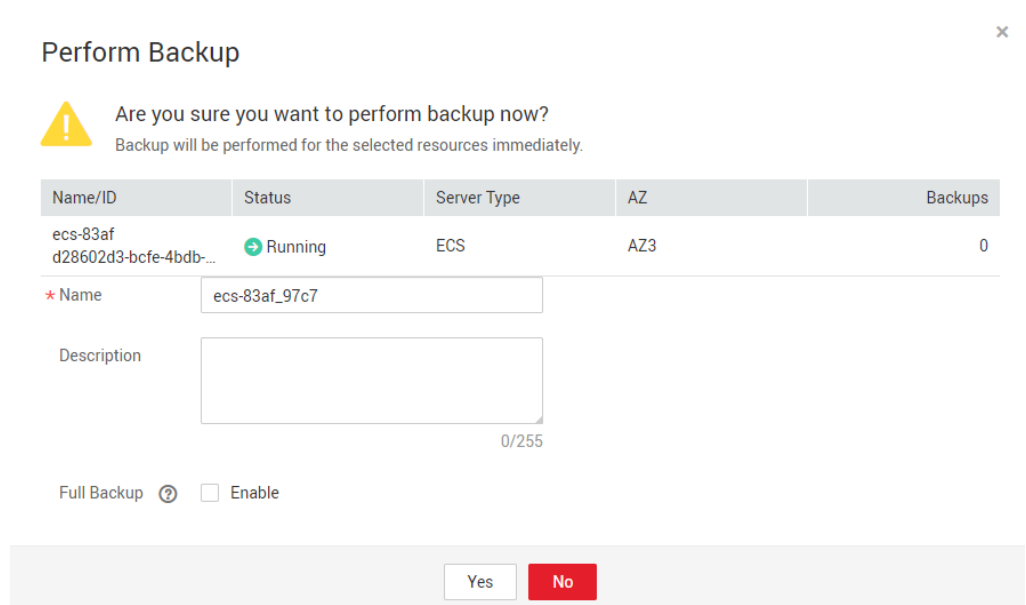 ×
Perform Backup
Are you sure you want to perform backup now?
Backup will be performed for the selected resources immediately.
Name/ID Status Server Type AZ Backups
ecs-83af
d28602d3-bcfe-4bdb-... Running ECS AZ3 0
* Name ecs-83af_97c7
Description
0/255
Full Backup ? Enable
Yes No